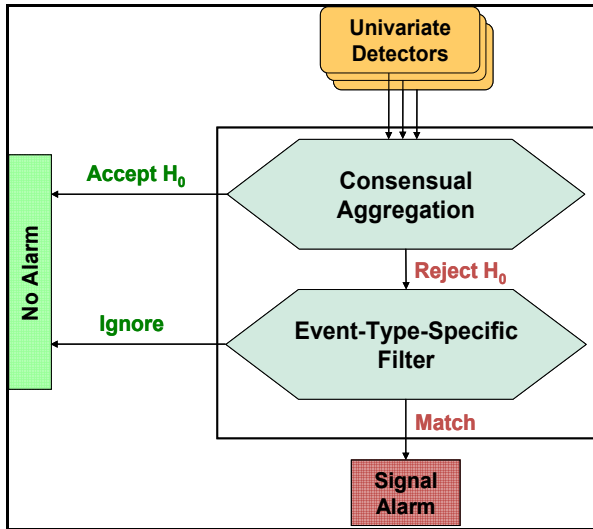 Univariate
Detectors
Accept H₀
Consensual
Aggregation
No Alarm
Reject H₀
Ignore
Event-Type-Specific
Filter
Match
Signal
Alarm